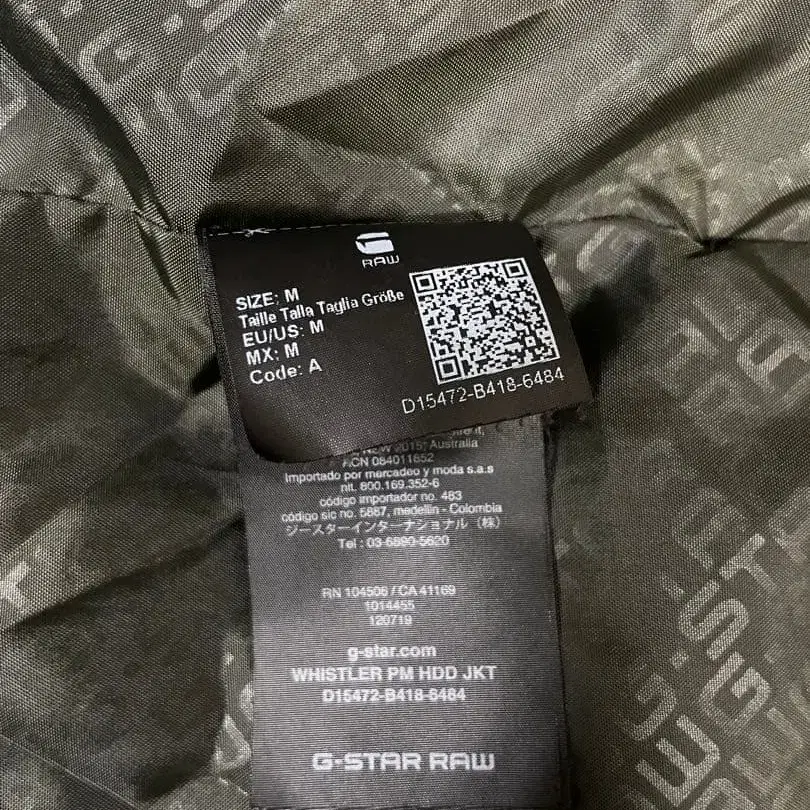 RAW
SIZE: M
Taille Talla Taglia Größe
EU/US: M
MX: M
Code: A
D15472-B418-6484
NSW 2015, Australia
ACN 084011652
Importado por mercadeo y moda s.a.s
nit. 800.169.352-6
código importador no. 483
código sic no. 5887, medellin - Colombia
ジースターインターナショナル（株）
Tel : 03-6890-5620
RN 104506 / CA 41169
1014455
120719
g-star.com
WHISTLER PM HDD JKT
D15472-B418-6484
G-STAR RAW